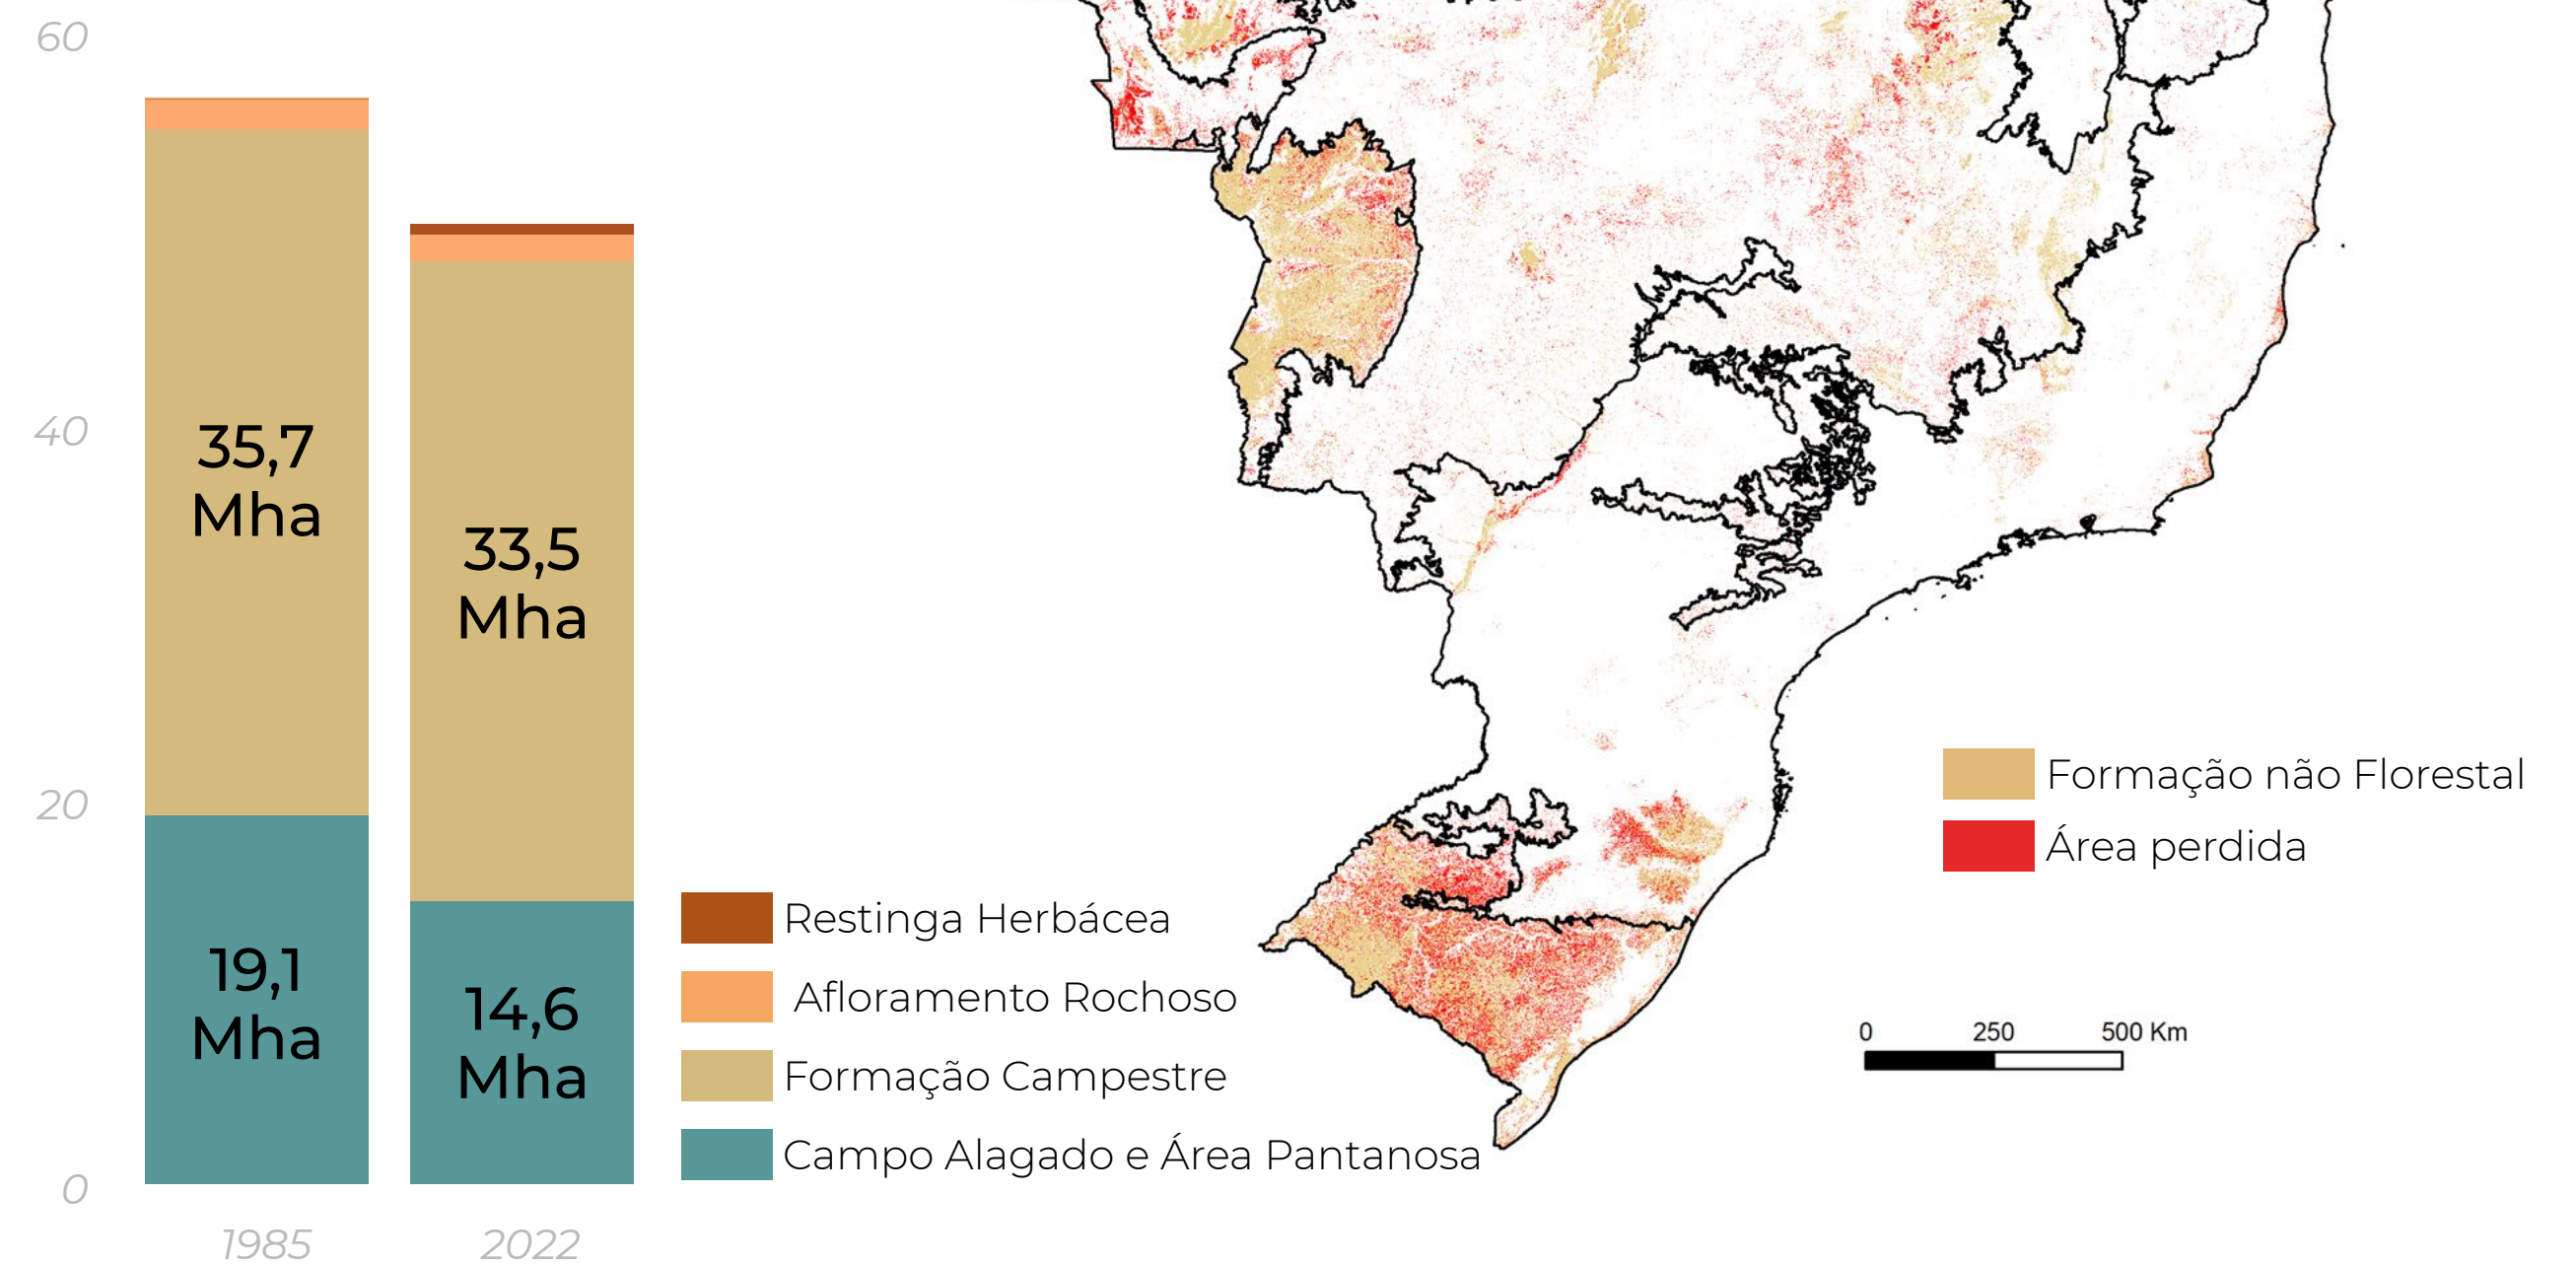 60
40
20
0
35,7
Mha
19,1
Mha
33,5
Mha
14,6
Mha
1985
2022
Restinga Herbácea
Afloramento Rochoso
Formação Campestre
Campo Alagado e Área Pantanosa
Formação não Florestal
Área perdida
0 250 500 Km